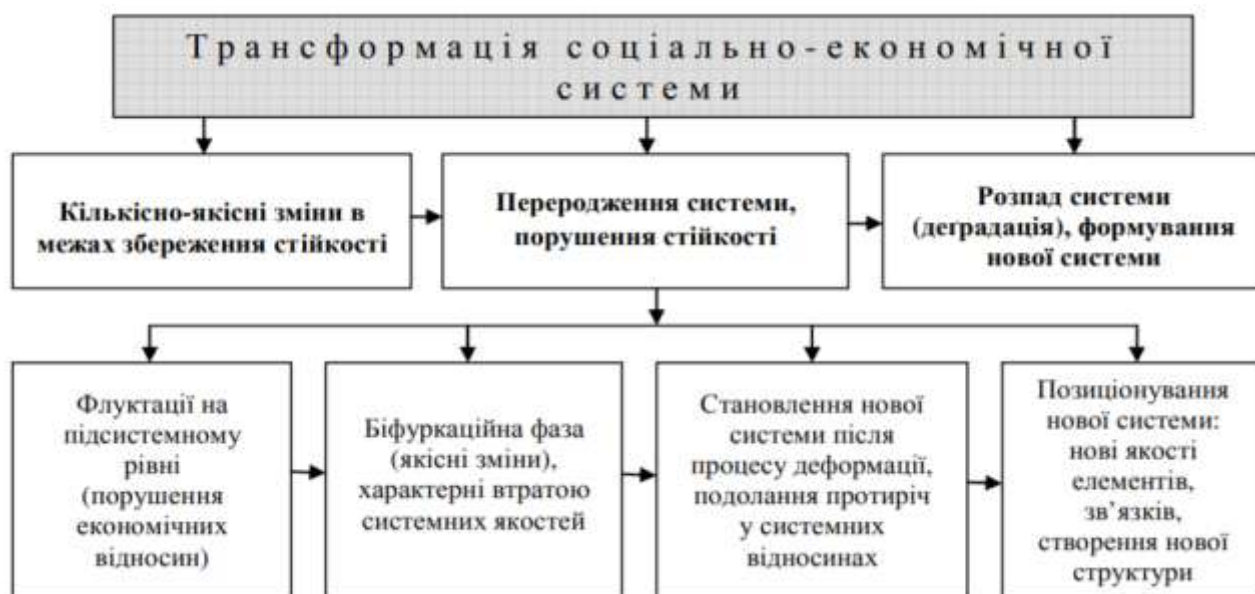 Трансформація соціально-економічної
системи
Кількісно-якісні зміни в
межах збереження стійкості
Переродження системи,
порушення стійкості
Розпад системи
(деградація), формування
нової системи
Флуктації на
підсистемному
рівні
(порушення
економічних
відносин)
Біфуркаційна фаза
(якісні зміни),
характерні втратою
системних якостей
Становлення нової
системи після
процесу деформації,
подолання протиріч
у системних
відносинах
Позиціонування
нової системи:
нові якості
елементів,
зв’язків,
створення нової
структури